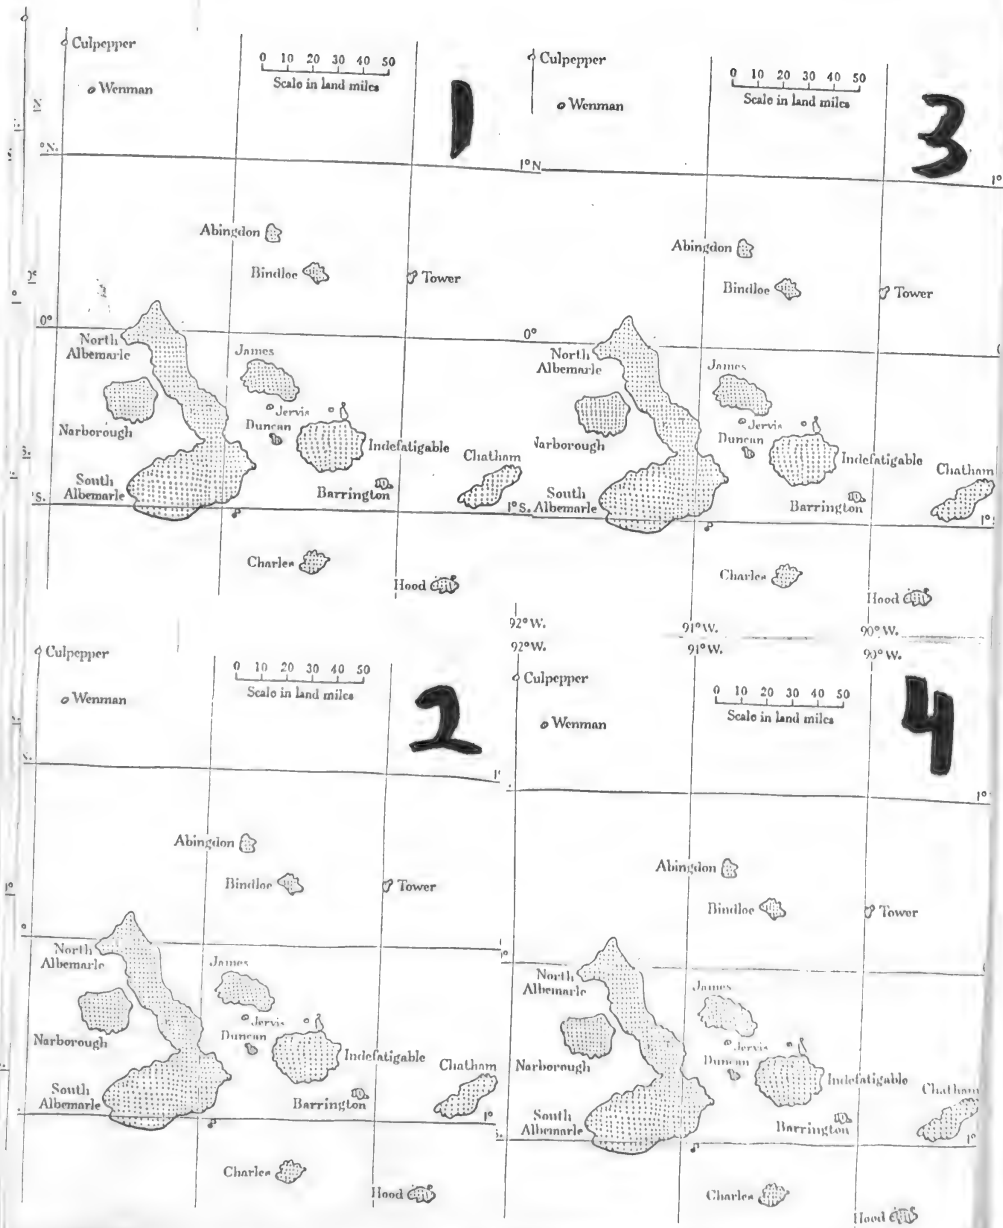 Culpepper
0 10 20 30 40 50
Scale in land miles
Wenman
1
°N.
Abingdon
Bindloe
Tower
0°
North
Albemarle
James
Jervis
Duncan
Narborough
Indefatigable
Chatham
South
Albemarle
Barrington
°S.
Charles
Hood
Culpepper
0 10 20 30 40 50
Scale in land miles
Wenman
3
1°N
1°
Abingdon
Bindloe
Tower
0°
North
Albemarle
James
Jervis
Duncan
Narborough
Indefatigable
Chatham
South
Albemarle
Barrington
1°S.
1°
Charles
Hood
92°W. 91°W. 90°W.
Culpepper
0 10 20 30 40 50
Scale in land miles
Wenman
2
Abingdon
Bindloe
Tower
North
Albemarle
James
Jervis
Duncan
Narborough
Indefatigable
Chatham
South
Albemarle
Barrington
1°
Charles
Hood
92°W. 91°W. 90°W.
Culpepper
0 10 20 30 40 50
Scale in land miles
Wenman
4
1°
Abingdon
Bindloe
Tower
North
Albemarle
James
Jervis
Duncan
Narborough
Indefatigable
Chatham
South
Albemarle
Barrington
1°
Charles
Hood